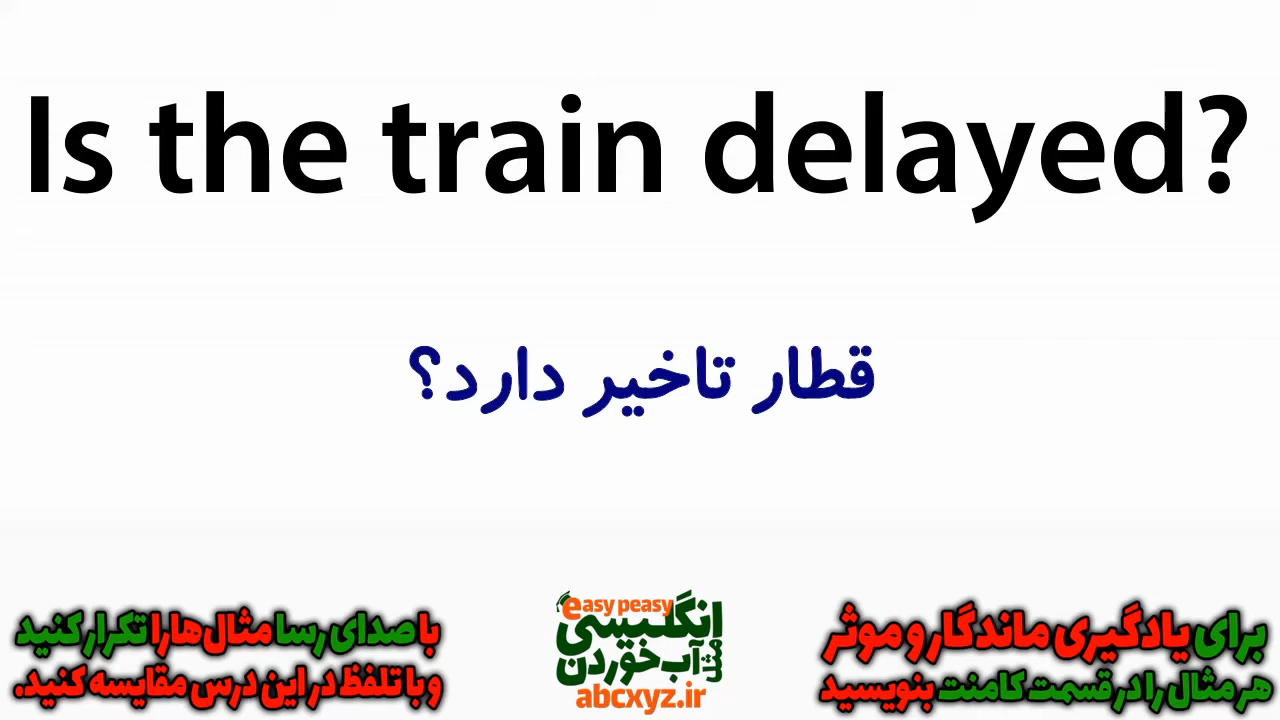 Is the train delayed?
قطار تاخیر دارد؟
برای یادگیری ماندگار و موثر
هر مثال را در قسمت کامنت بنویسید
easy peasy
انگلیسی
مثل آب خوردن
abcxyz.ir
با صدای رسا مثال‌ها را تکرار کنید
و با تلفظ در این درس مقایسه کنید.